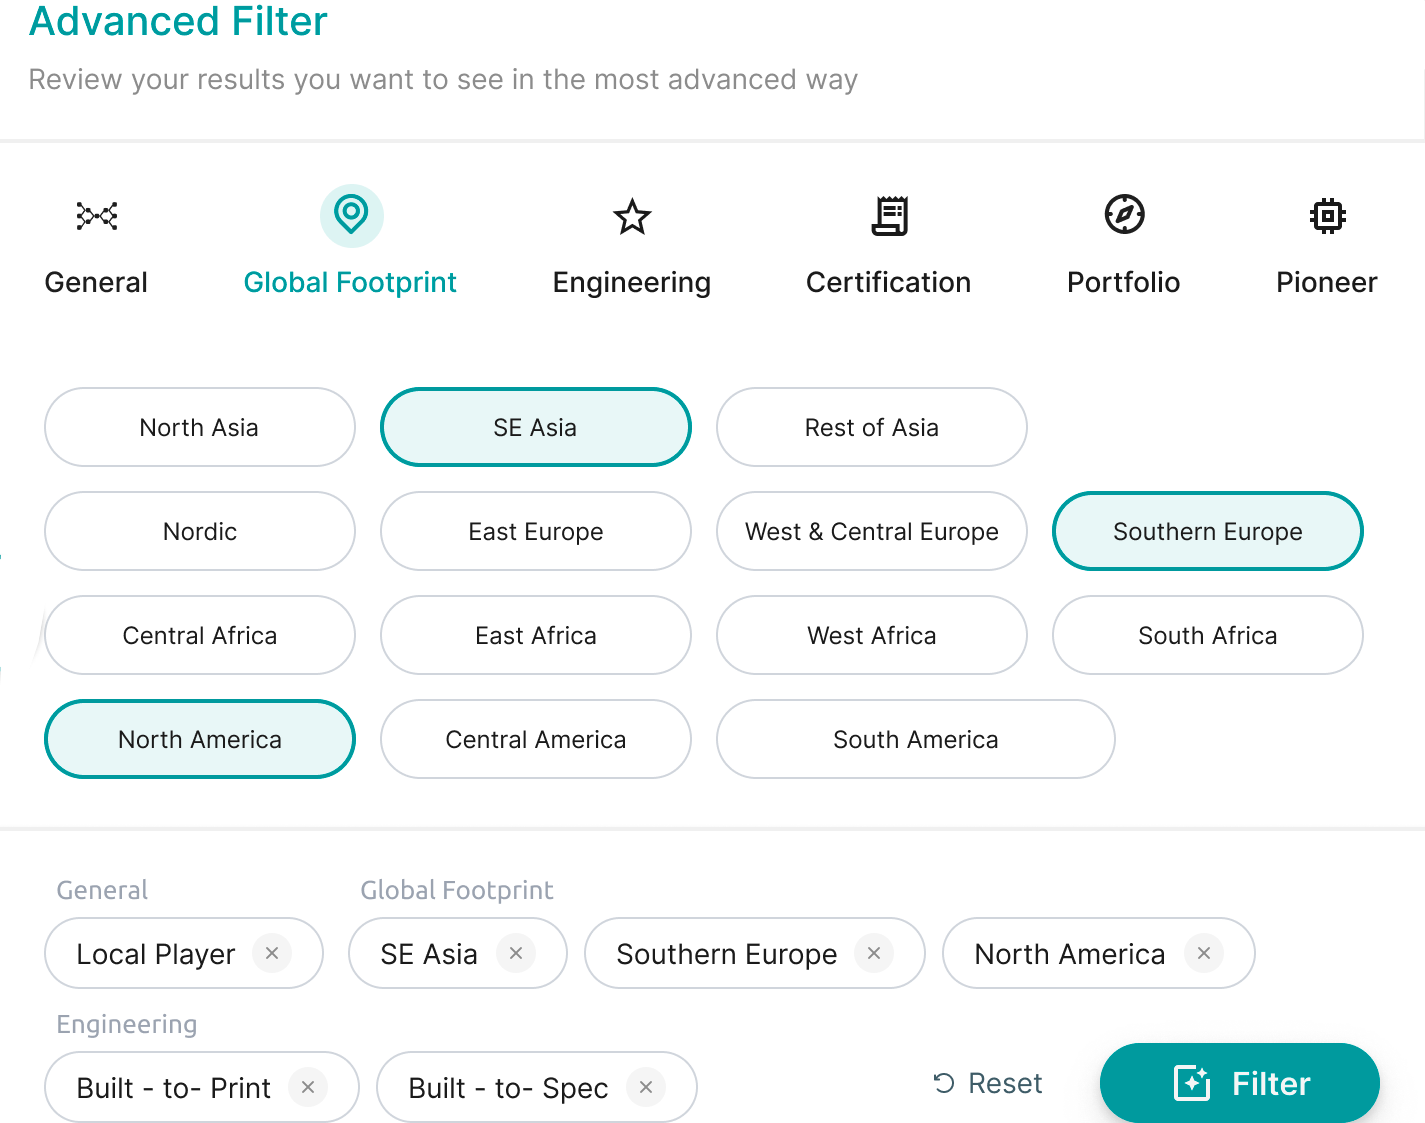 Advanced Filter
Review your results you want to see in the most advanced way
General Global Footprint Engineering Certification Portfolio Pioneer
North Asia SE Asia Rest of Asia
Nordic East Europe West & Central Europe Southern Europe
Central Africa East Africa West Africa South Africa
North America Central America South America
General Global Footprint
Local Player × SE Asia × Southern Europe × North America ×
Engineering
Built - to- Print × Built - to- Spec × Reset Filter